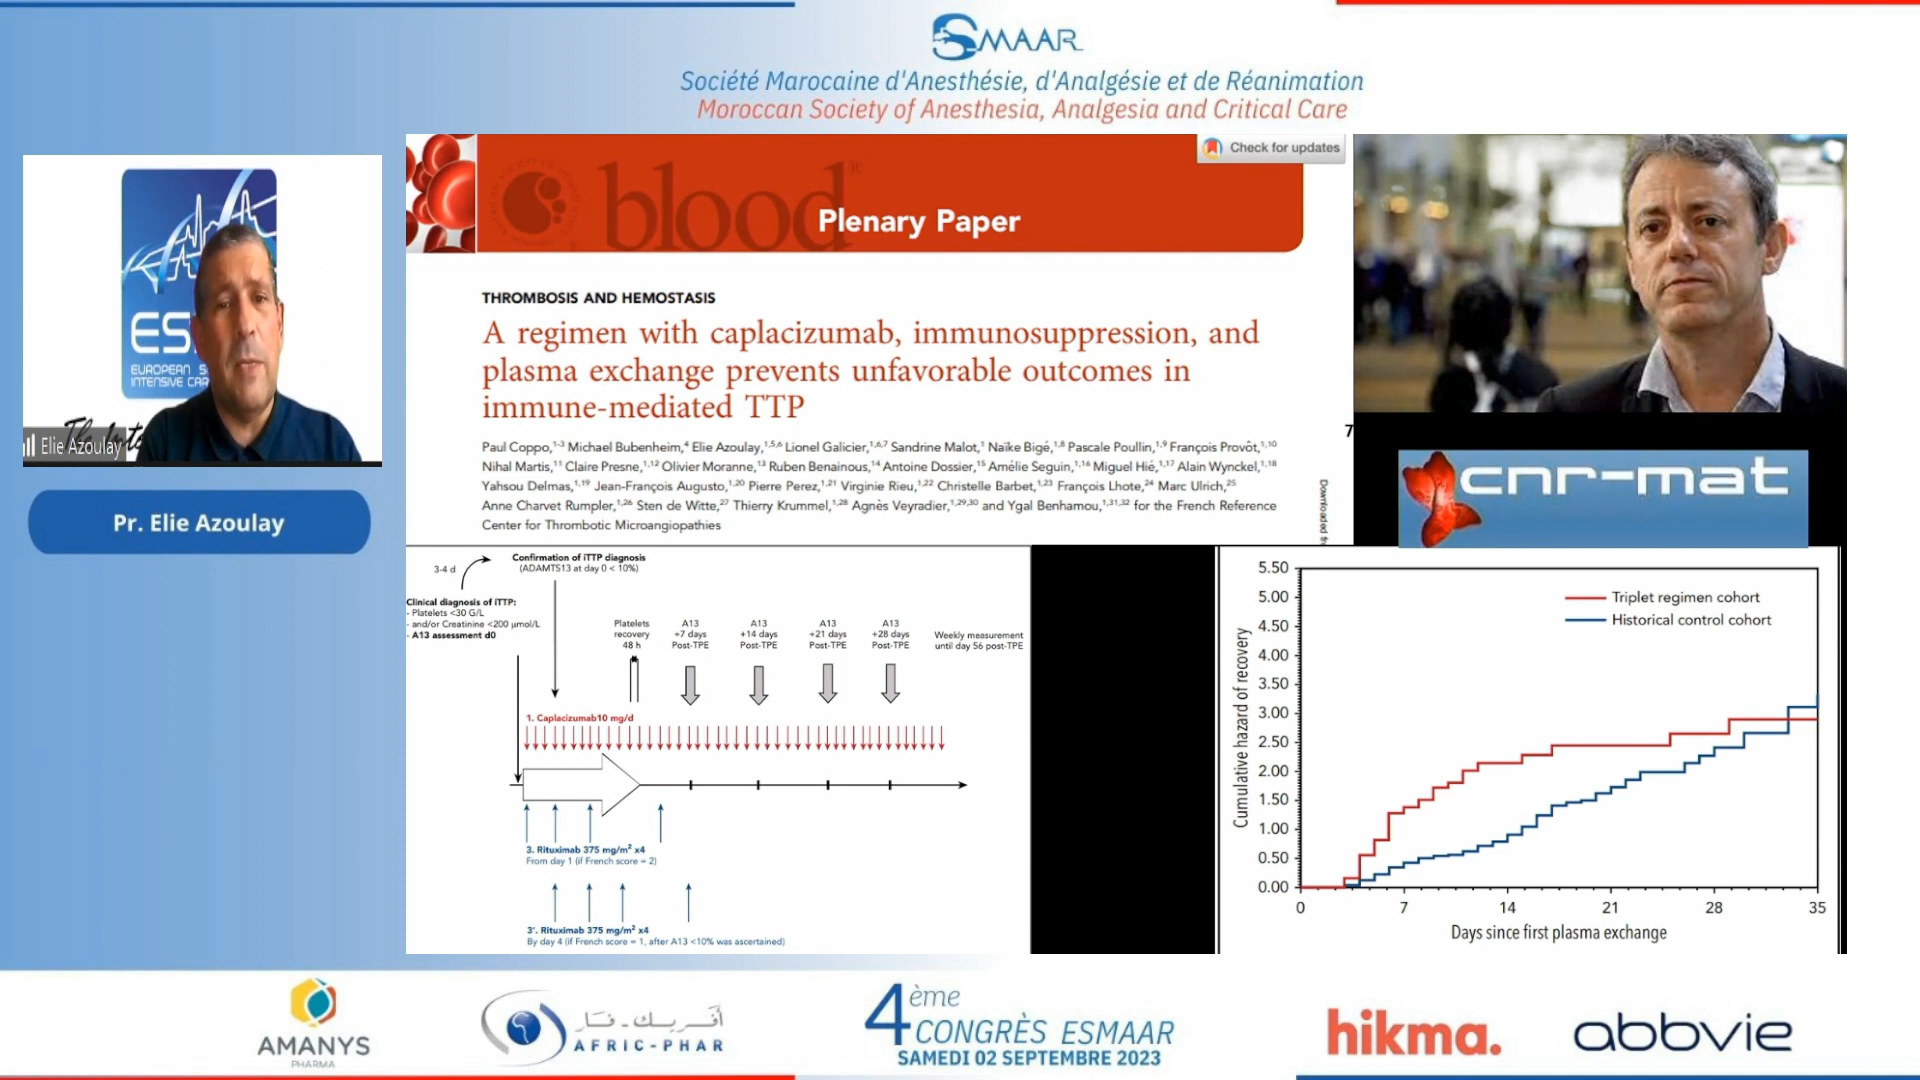 SMAAR
Société Marocaine d'Anesthésie, d'Analgésie et de Réanimation
Moroccan Society of Anesthesia, Analgesia and Critical Care
ES
EUROPEAN S
INTENSIVE CAR
Elie Azoulay
Pr. Elie Azoulay
blood®
Plenary Paper
Check for updates
THROMBOSIS AND HEMOSTASIS
A regimen with caplacizumab, immunosuppression, and
plasma exchange prevents unfavorable outcomes in
immune-mediated TTP
Paul Coppo,1-3 Michael Bubenheim,4 Elie Azoulay,1,5,6 Lionel Galicier,1,6,7 Sandrine Malot,1 Naïke Bigé,1,8 Pascale Poullin,1,9 François Provôt,1,10
Nihal Martis,11 Claire Presne,1,12 Olivier Moranne,13 Ruben Benainous,14 Antoine Dossier,15 Amélie Seguin,1,16 Miguel Hié,1,17 Alain Wynckel,1,18
Yahsou Delmas,1,19 Jean-François Augusto,1,20 Pierre Perez,1,21 Virginie Rieu,1,22 Christelle Barbet,1,23 François Lhote,24 Marc Ulrich,25
Anne Charvet Rumpler,1,26 Sten de Witte,27 Thierry Krummel,1,28 Agnès Veyradier,1,29,30 and Ygal Benhamou,1,31,32 for the French Reference
Center for Thrombotic Microangiopathies
7
cnr-mat
3-4 d
Confirmation of iTTP diagnosis
(ADAMTS13 at day 0 < 10%)
Clinical diagnosis of iTTP:
- Platelets <30 G/L
- and/or Creatinine <200 µmol/L
- A13 assessment d0
Platelets
recovery
48 h
A13
+7 days
Post-TPE
A13
+14 days
Post-TPE
A13
+21 days
Post-TPE
A13
+28 days
Post-TPE
Weekly measurement
until day 56 post-TPE
1. Caplacizumab10 mg/d
3. Rituximab 375 mg/m² x4
From day 1 (if French score = 2)
3'. Rituximab 375 mg/m² x4
By day 4 (if French score = 1, after A13 <10% was ascertained)
Cumulative hazard of recovery
5.50
5.00
4.50
4.00
3.50
3.00
2.50
2.00
1.50
1.00
0.50
0.00
Triplet regimen cohort
Historical control cohort
0 7 14 21 28 35
Days since first plasma exchange
AMANYS
PHARMA
أفريك-فار
AFRIC-PHAR
4ème
CONGRÈS ESMAAR
SAMEDI 02 SEPTEMBRE 2023
hikma.
abbvie